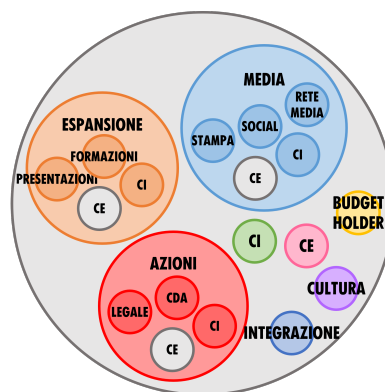 MEDIA
RETE
MEDIA
SOCIAL
STAMPA
CI
CE
ESPANSIONE
FORMAZIONI
PRESENTAZIONI
CI
CE
BUDGET
HOLDER
CI
CE
CULTURA
INTEGRAZIONE
AZIONI
CDA
LEGALE
CI
CE